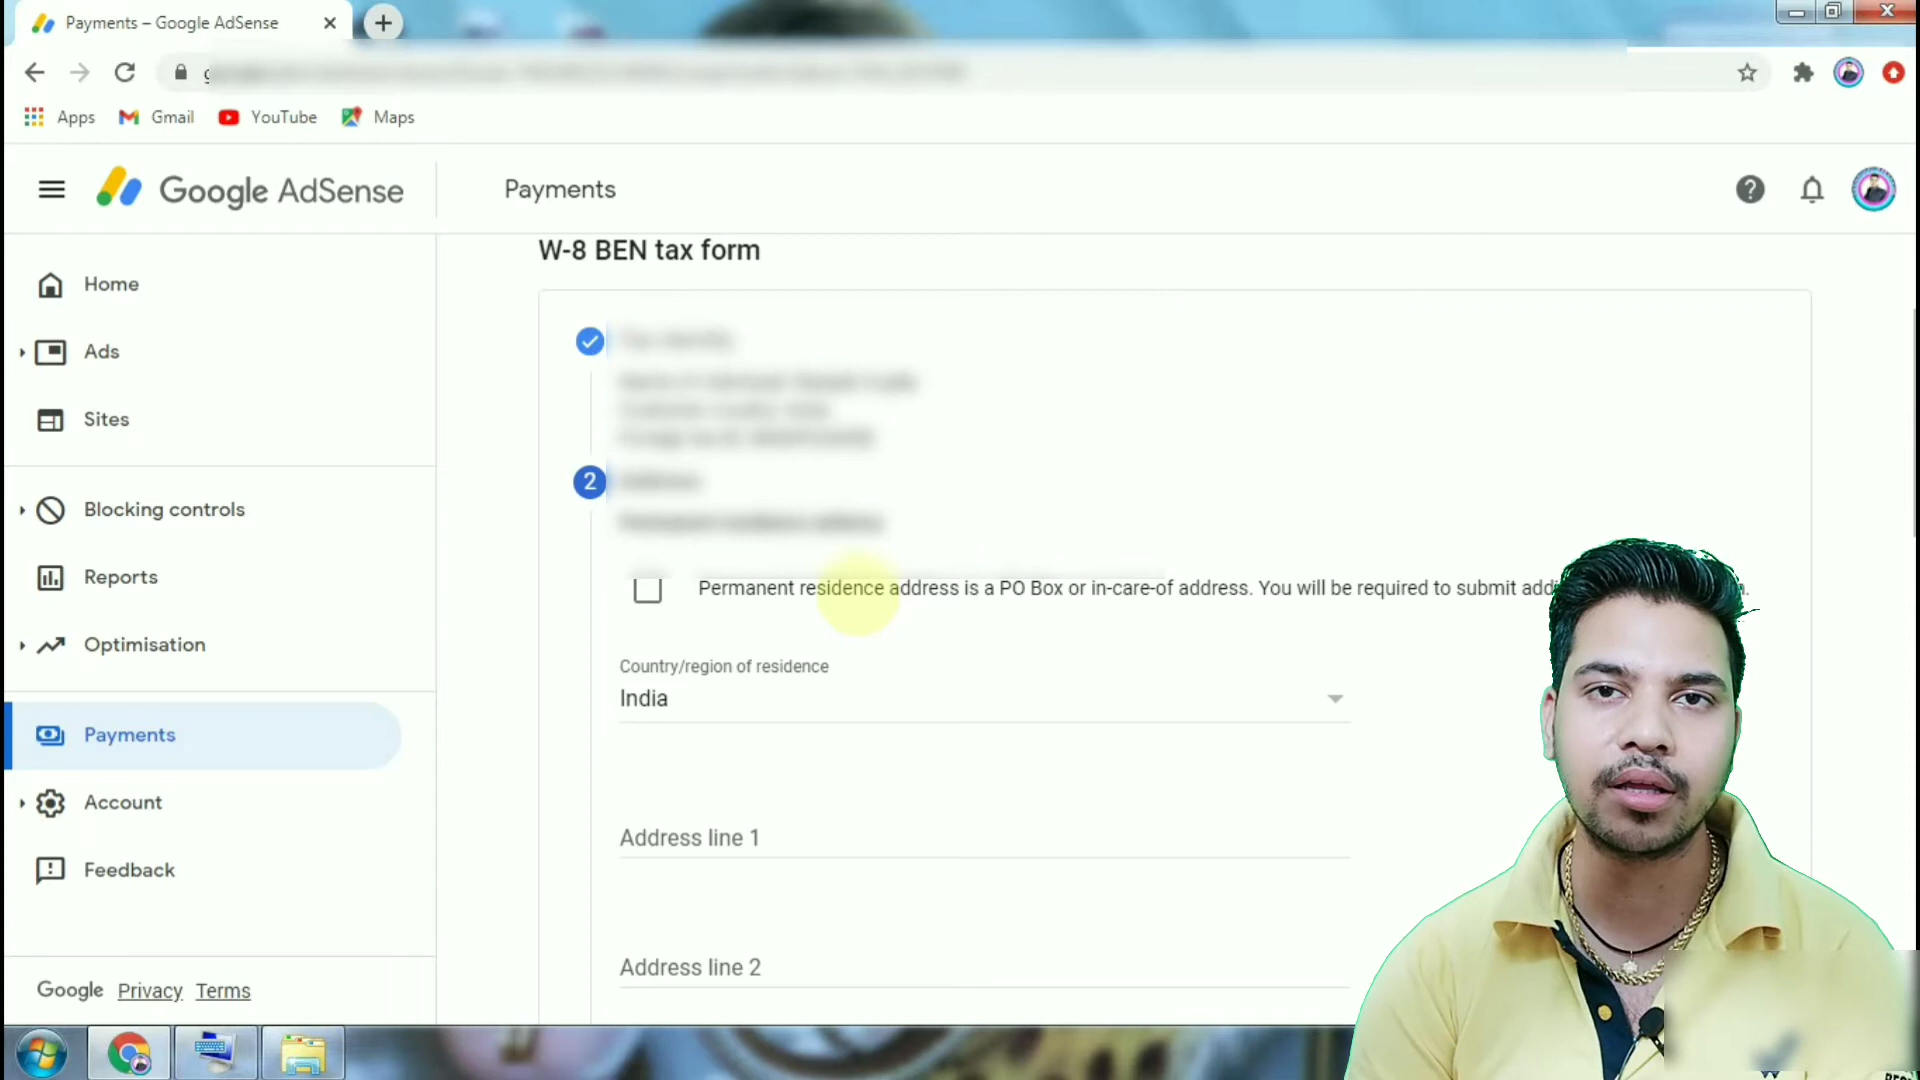 Payments – Google AdSense
Apps Gmail YouTube Maps
Google AdSense
Payments
Home
Ads
Sites
Blocking controls
Reports
Optimisation
Payments
Account
Feedback
Google Privacy Terms
W-8 BEN tax form
2
Permanent residence address is a PO Box or in-care-of address. You will be required to submit
Country/region of residence
India
Address line 1
Address line 2